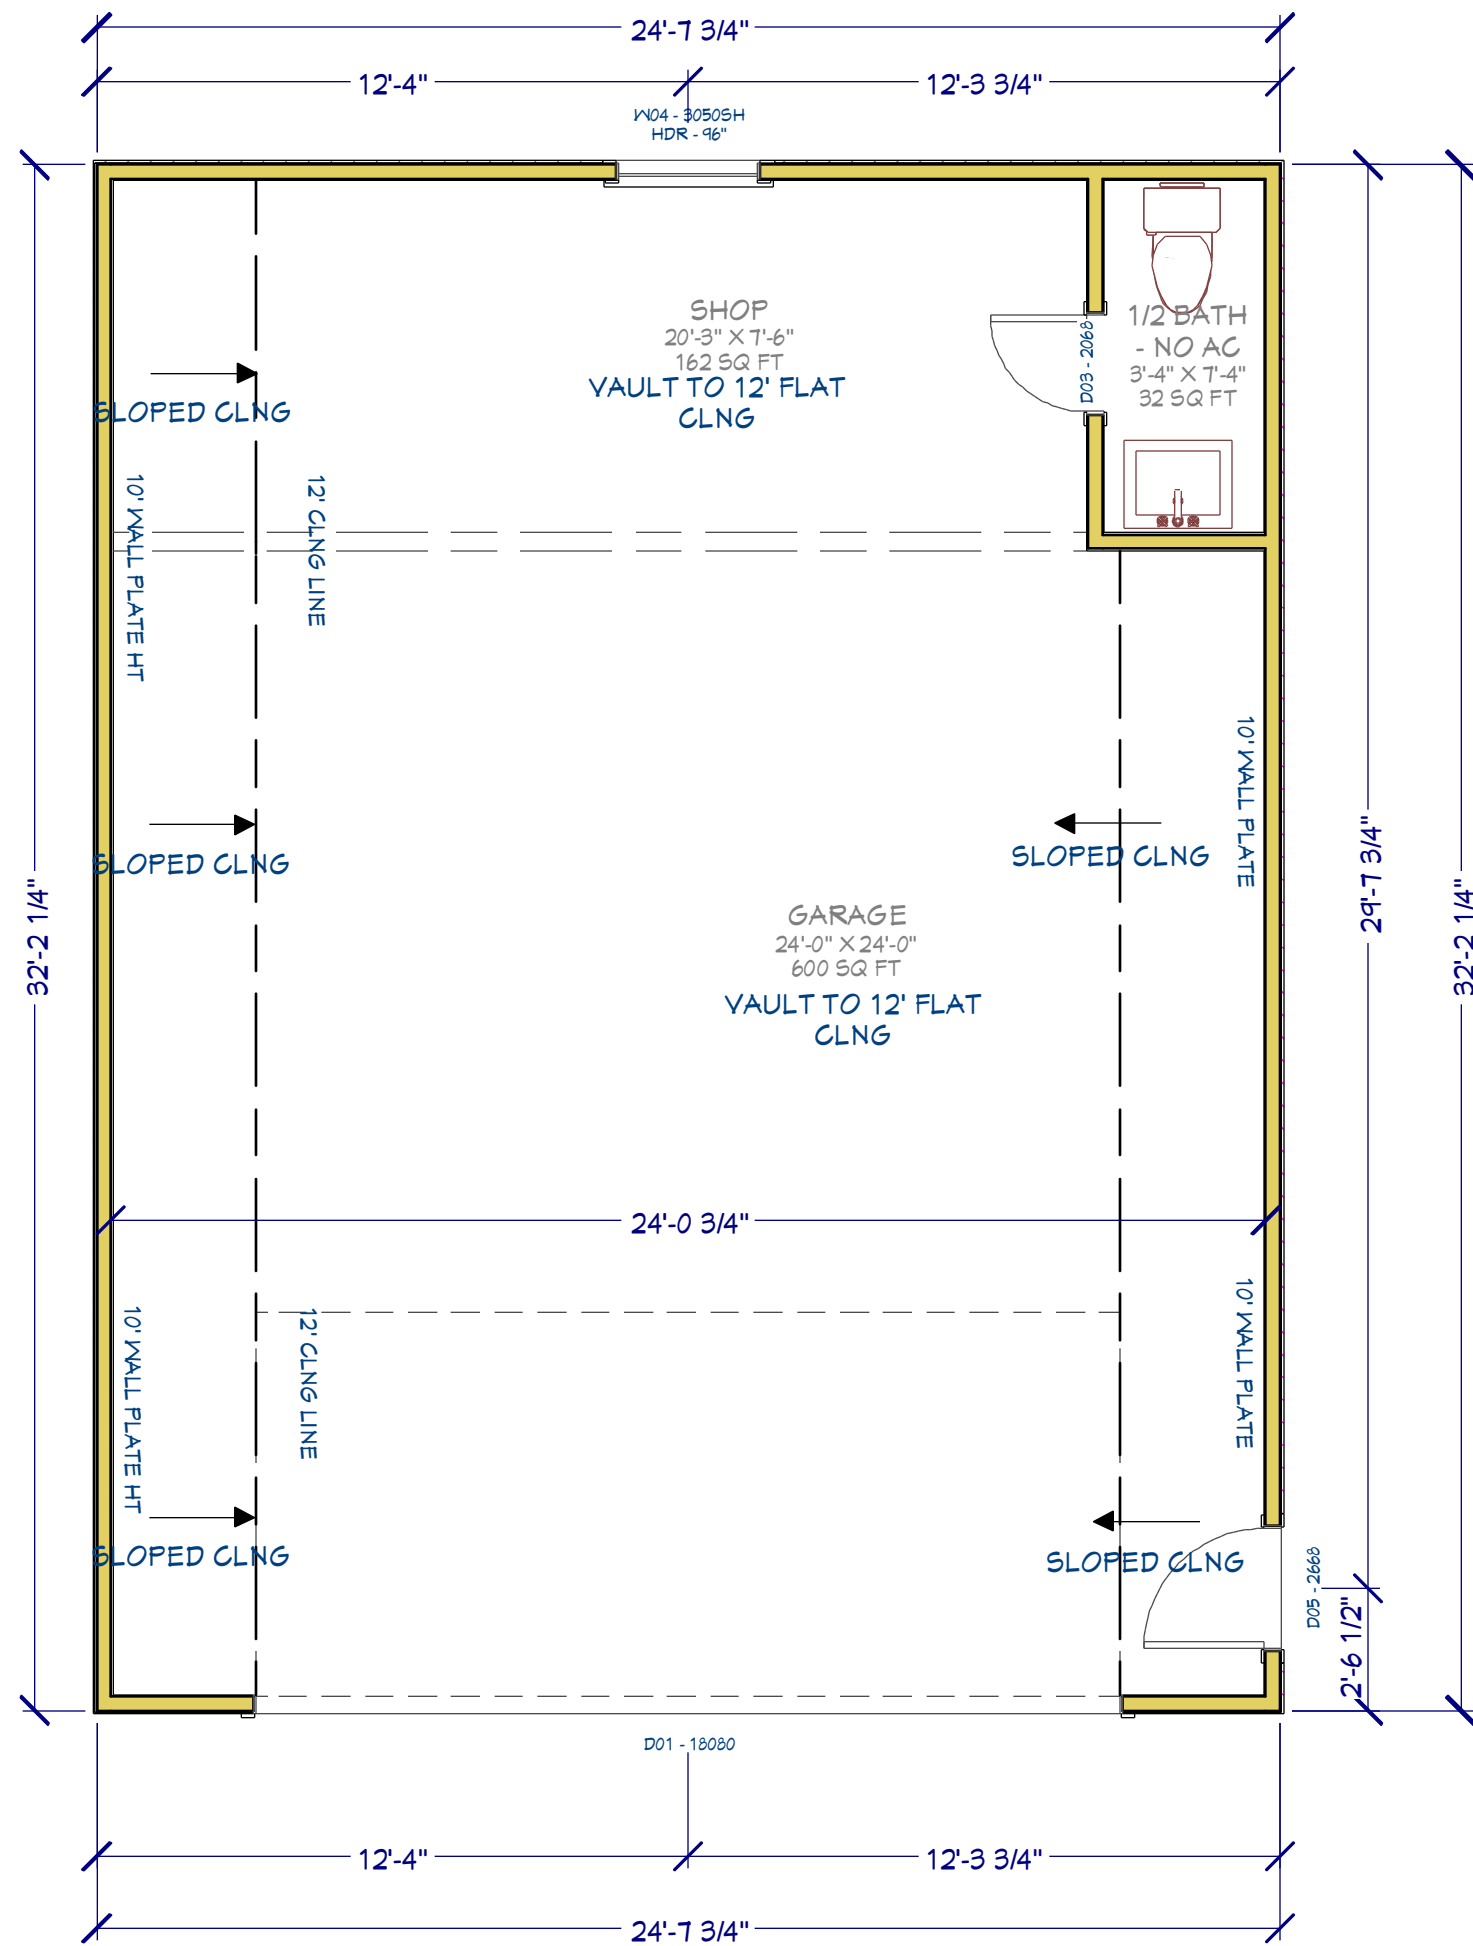 24'-7 3/4"
12'-4"
12'-3 3/4"
W04 - 3050SH
HDR - 96"
SHOP
20'-3" X 7'-6"
162 SQ FT
VAULT TO 12' FLAT
CLNG
D03 - 2068
1/2 BATH
- NO AC
3'-4" X 7'-4"
32 SQ FT
SLOPED CLNG
10' WALL PLATE HT
12' CLNG LINE
10' WALL PLATE
SLOPED CLNG
SLOPED CLNG
32'-2 1/4"
29'-7 3/4"
32'-2 1/4"
GARAGE
24'-0" X 24'-0"
600 SQ FT
VAULT TO 12' FLAT
CLNG
24'-0 3/4"
10' WALL PLATE HT
12' CLNG LINE
10' WALL PLATE
SLOPED CLNG
SLOPED CLNG
D05 - 2668
2'-6 1/2"
D01 - 18080
12'-4"
12'-3 3/4"
24'-7 3/4"